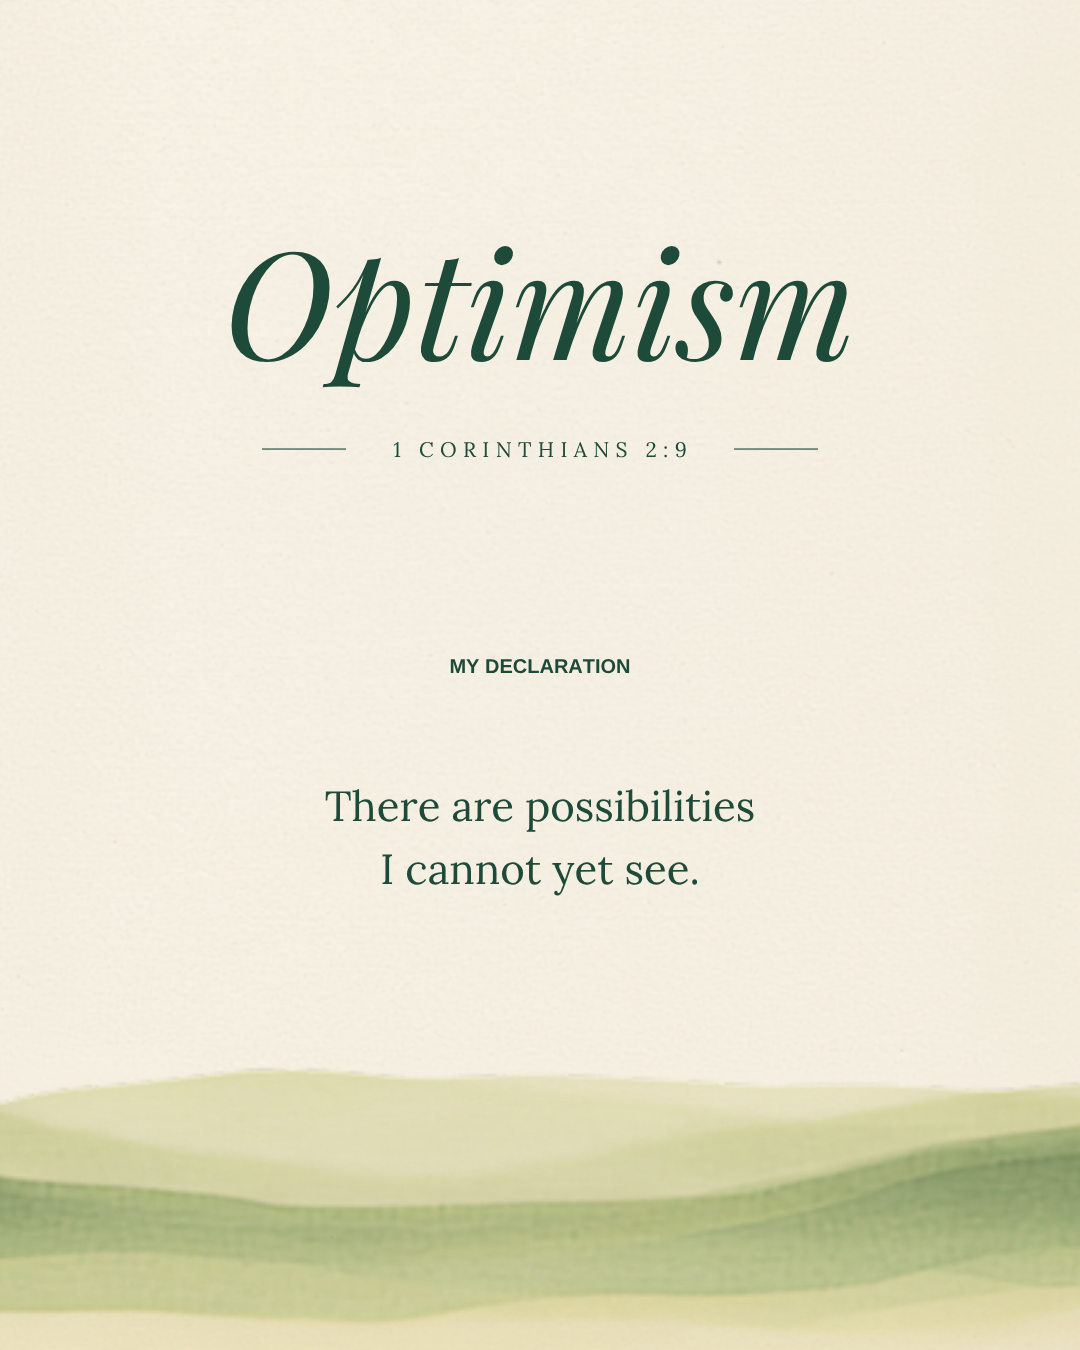 Optimism
1 CORINTHIANS 2:9
MY DECLARATION
There are possibilities
I cannot yet see.